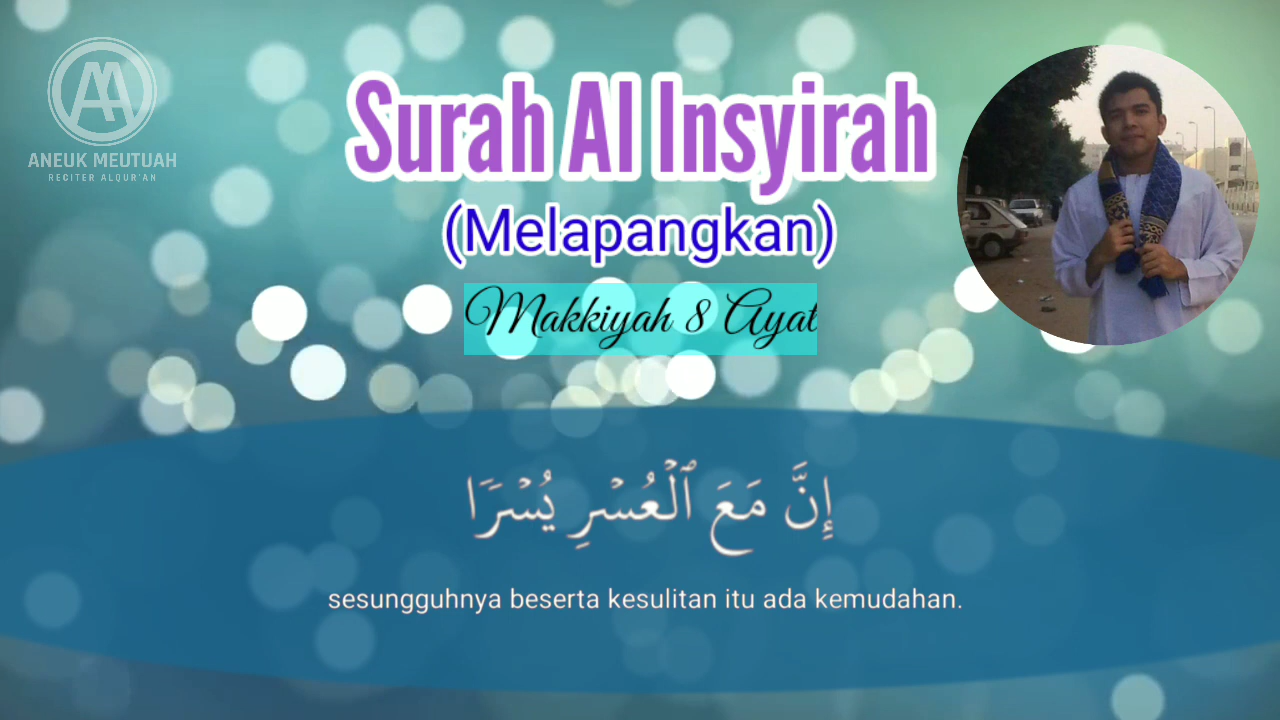 AA
ANEUK MEUTUAH
RECITER ALQUR'AN
Surah Al Insyirah
(Melapangkan)
Makkiyah 8 Ayat
إِنَّ مَعَ ٱلْعُسْرِ يُسْرًا
sesungguhnya beserta kesulitan itu ada kemudahan.